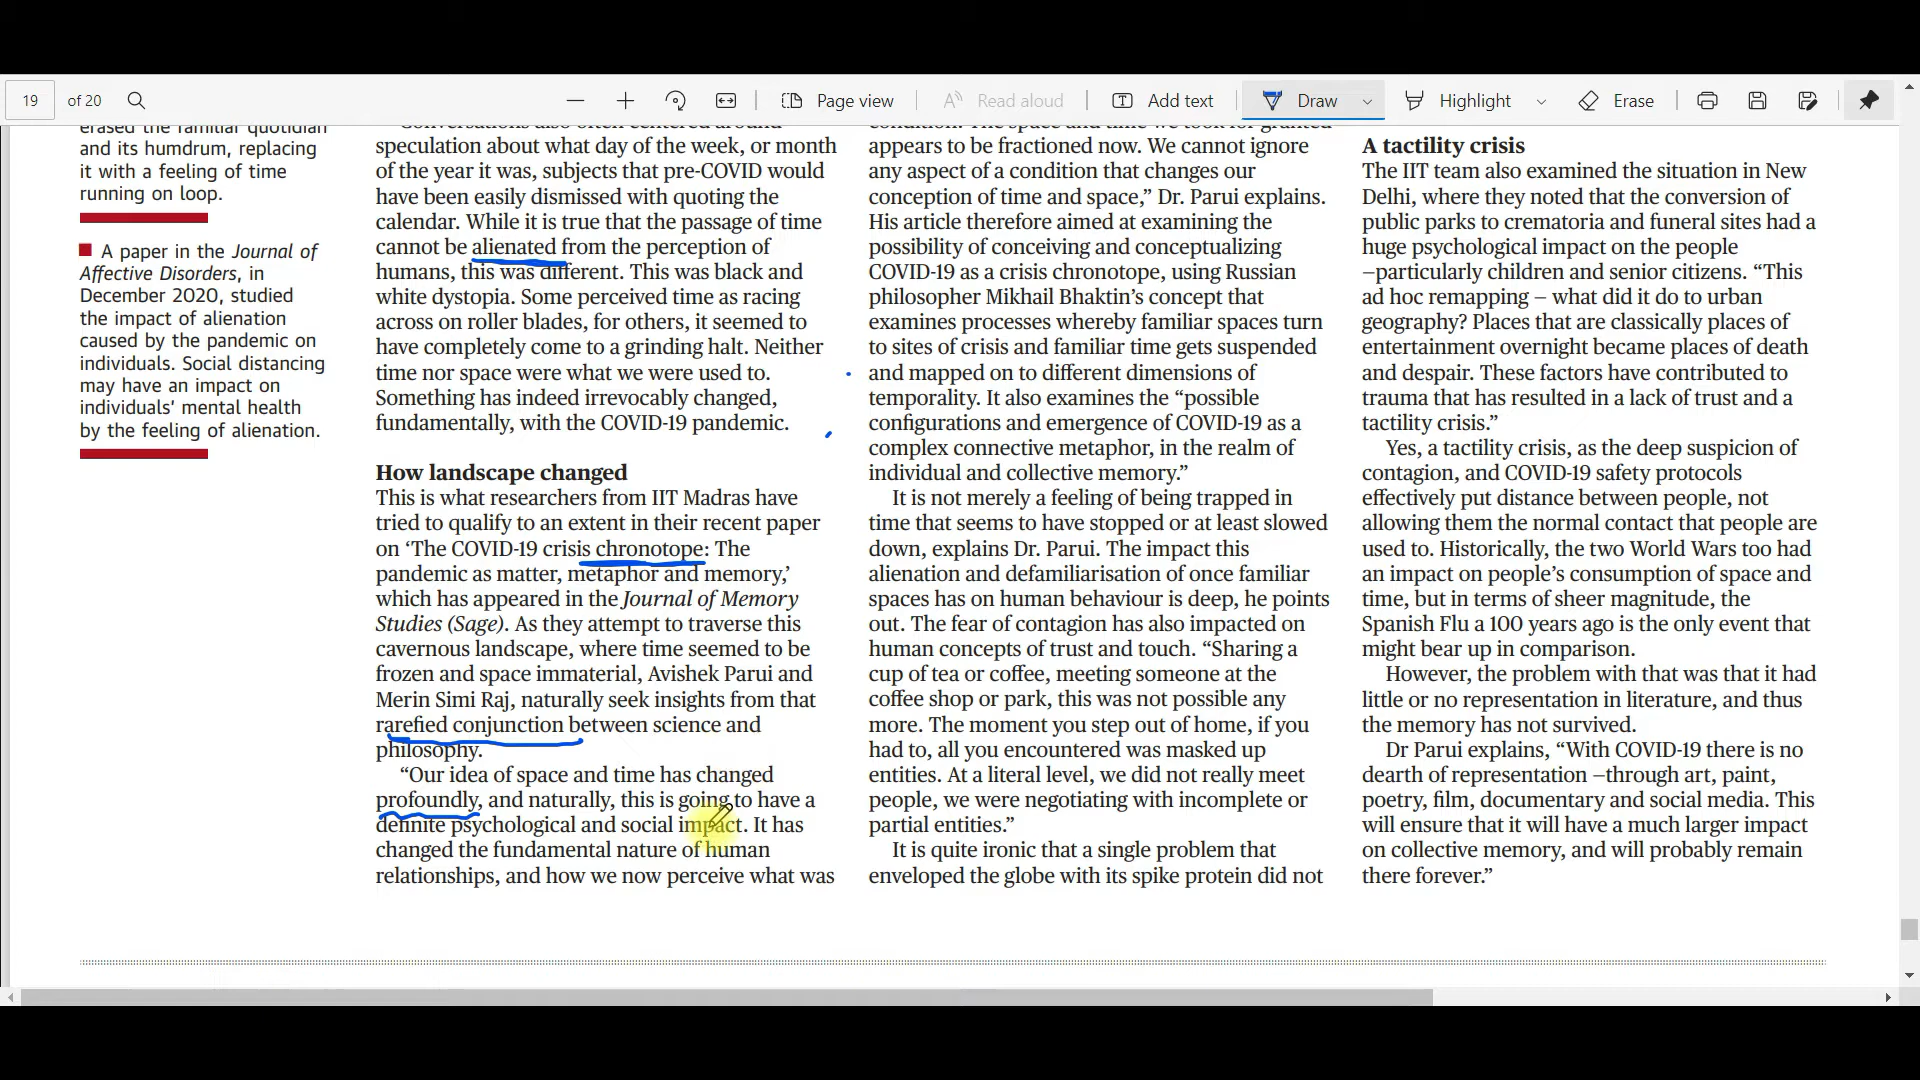 19 of 20 Page view Read aloud Add text Draw Highlight Erase
erased the familiar quotidian
and its humdrum, replacing
it with a feeling of time
running on loop.
A paper in the Journal of
Affective Disorders, in
December 2020, studied
the impact of alienation
caused by the pandemic on
individuals. Social distancing
may have an impact on
individuals’ mental health
by the feeling of alienation.
Conversations also often centered around
speculation about what day of the week, or month
of the year it was, subjects that pre-COVID would
have been easily dismissed with quoting the
calendar. While it is true that the passage of time
cannot be alienated from the perception of
humans, this was different. This was black and
white dystopia. Some perceived time as racing
across on roller blades, for others, it seemed to
have completely come to a grinding halt. Neither
time nor space were what we were used to.
Something has indeed irrevocably changed,
fundamentally, with the COVID-19 pandemic.
How landscape changed
This is what researchers from IIT Madras have
tried to qualify to an extent in their recent paper
on ‘The COVID-19 crisis chronotope: The
pandemic as matter, metaphor and memory,’
which has appeared in the Journal of Memory
Studies (Sage). As they attempt to traverse this
cavernous landscape, where time seemed to be
frozen and space immaterial, Avishek Parui and
Merin Simi Raj, naturally seek insights from that
rarefied conjunction between science and
philosophy.
“Our idea of space and time has changed
profoundly, and naturally, this is going to have a
definite psychological and social impact. It has
changed the fundamental nature of human
relationships, and how we now perceive what was
condition. The space and time we took for granted
appears to be fractioned now. We cannot ignore
any aspect of a condition that changes our
conception of time and space,” Dr. Parui explains.
His article therefore aimed at examining the
possibility of conceiving and conceptualizing
COVID-19 as a crisis chronotope, using Russian
philosopher Mikhail Bhaktin’s concept that
examines processes whereby familiar spaces turn
to sites of crisis and familiar time gets suspended
and mapped on to different dimensions of
temporality. It also examines the “possible
configurations and emergence of COVID-19 as a
complex connective metaphor, in the realm of
individual and collective memory.”
It is not merely a feeling of being trapped in
time that seems to have stopped or at least slowed
down, explains Dr. Parui. The impact this
alienation and defamiliarisation of once familiar
spaces has on human behaviour is deep, he points
out. The fear of contagion has also impacted on
human concepts of trust and touch. “Sharing a
cup of tea or coffee, meeting someone at the
coffee shop or park, this was not possible any
more. The moment you step out of home, if you
had to, all you encountered was masked up
entities. At a literal level, we did not really meet
people, we were negotiating with incomplete or
partial entities.”
It is quite ironic that a single problem that
enveloped the globe with its spike protein did not
A tactility crisis
The IIT team also examined the situation in New
Delhi, where they noted that the conversion of
public parks to crematoria and funeral sites had a
huge psychological impact on the people
—particularly children and senior citizens. “This
ad hoc remapping – what did it do to urban
geography? Places that are classically places of
entertainment overnight became places of death
and despair. These factors have contributed to
trauma that has resulted in a lack of trust and a
tactility crisis.”
Yes, a tactility crisis, as the deep suspicion of
contagion, and COVID-19 safety protocols
effectively put distance between people, not
allowing them the normal contact that people are
used to. Historically, the two World Wars too had
an impact on people’s consumption of space and
time, but in terms of sheer magnitude, the
Spanish Flu a 100 years ago is the only event that
might bear up in comparison.
However, the problem with that was that it had
little or no representation in literature, and thus
the memory has not survived.
Dr Parui explains, “With COVID-19 there is no
dearth of representation —through art, paint,
poetry, film, documentary and social media. This
will ensure that it will have a much larger impact
on collective memory, and will probably remain
there forever.”